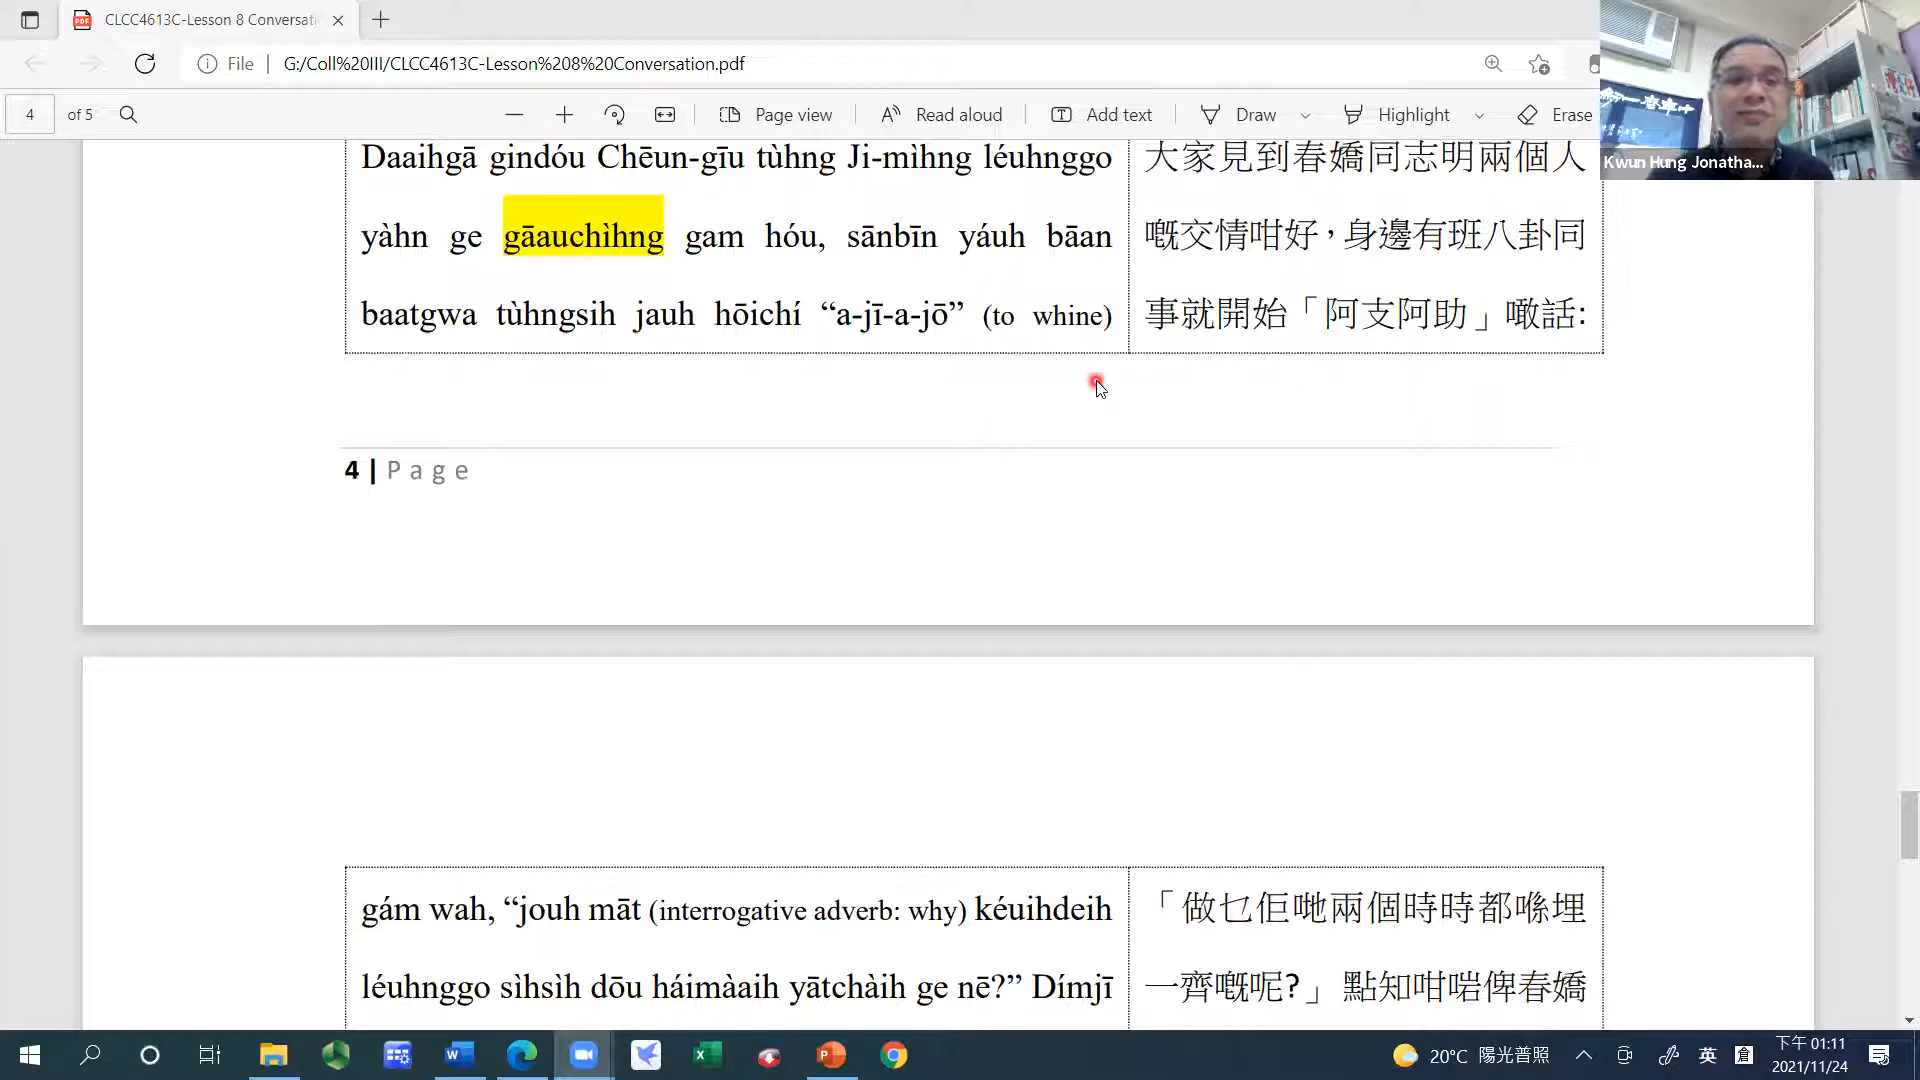 CLCC4613C-Lesson 8 Conversati
File
G:/Coll%20III/CLCC4613C-Lesson%208%20Conversation.pdf
4 of 5
Page view
Read aloud
Add text
Draw
Highlight
Erase
Kwun Hung Jonatha...
Daaihgā gindóu Chēun-gīu tùhng Ji-mìhng léuhnggo
yàhn ge gāauchìhng gam hóu, sānbīn yáuh bāan
baatgwa tùhngsih jauh hōichí “a-jī-a-jō” (to whine)
大家見到春嬌同志明兩個人
嘅交情咁好，身邊有班八卦同
事就開始「阿支阿助」噉話:
4 | Page
gám wah, “jouh māt (interrogative adverb: why) kéuihdeih
léuhnggo sìhsìh dōu háimàaih yātchàih ge nē?” Dímjī
「做乜佢哋兩個時時都喺埋
一齊嘅呢?」點知咁啱俾春嬌
20°C 陽光普照
英
倉
下午 01:11
2021/11/24